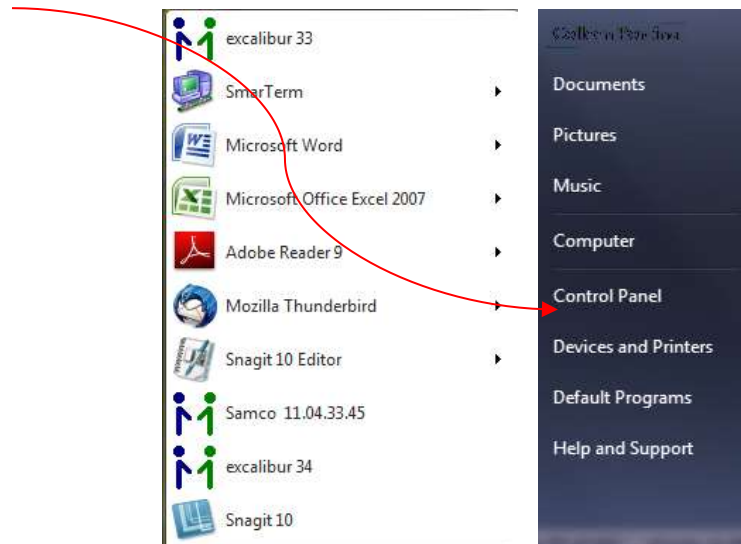 excalibur 33
SmarTerm
Microsoft Word
Microsoft Office Excel 2007
Adobe Reader 9
Mozilla Thunderbird
Snagit 10 Editor
Samco 11.04.33.45
excalibur 34
Snagit 10
Documents
Pictures
Music
Computer
Control Panel
Devices and Printers
Default Programs
Help and Support